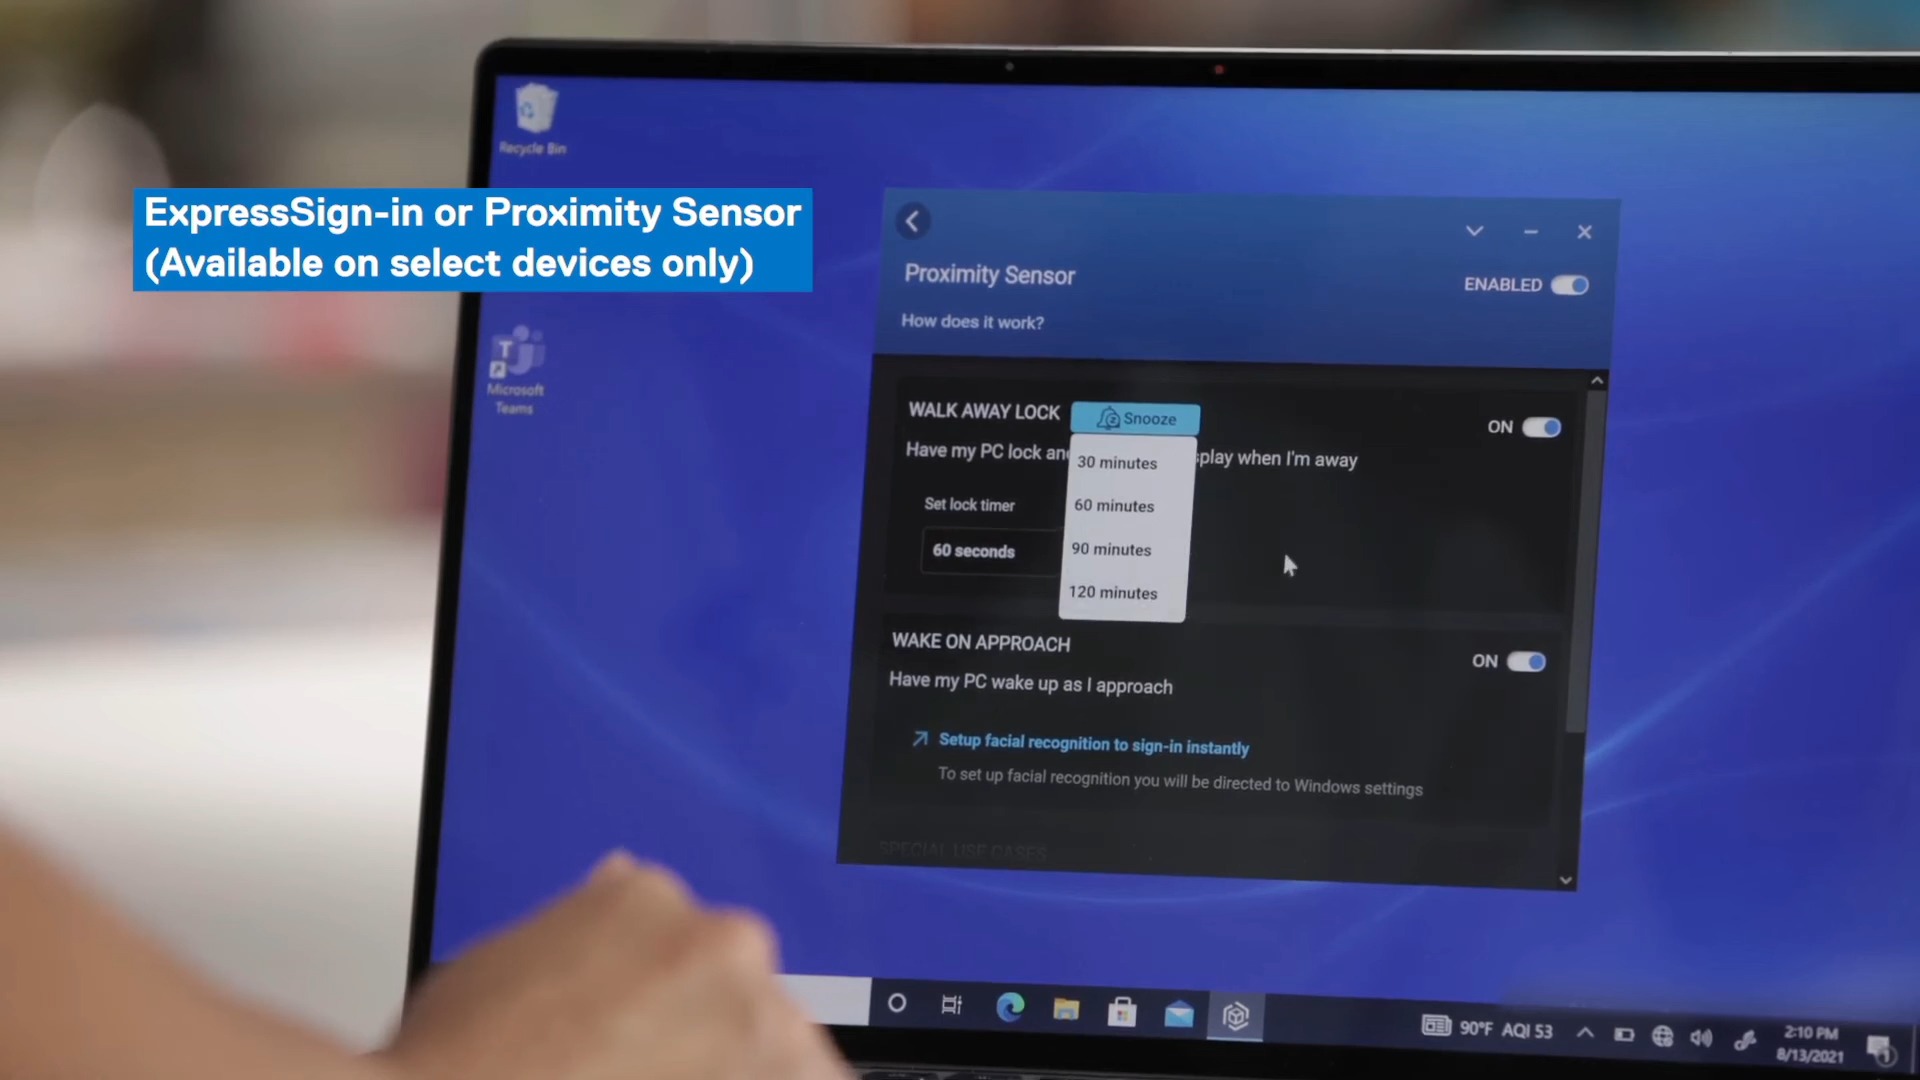 Recycle Bin
ExpressSign-in or Proximity Sensor
(Available on select devices only)
Microsoft
Teams
Proximity Sensor
ENABLED
How does it work?
WALK AWAY LOCK
Snooze
ON
Have my PC lock an
splay when I'm away
30 minutes
60 minutes
90 minutes
120 minutes
Set lock timer
60 seconds
WAKE ON APPROACH
ON
Have my PC wake up as I approach
Setup facial recognition to sign-in instantly
To set up facial recognition you will be directed to Windows settings
SPECIAL USE CASES
90°F AQI 53
2:10 PM
8/13/2021
1